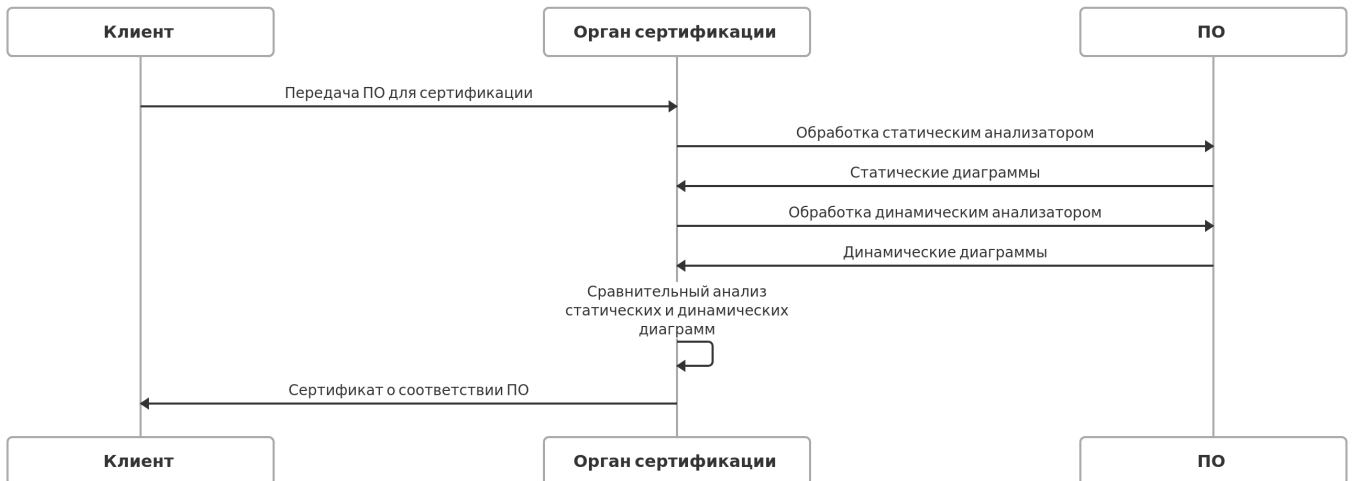 Клиент
Орган сертификации
ПО
Передача ПО для сертификации
Обработка статическим анализатором
Статические диаграммы
Обработка динамическим анализатором
Динамические диаграммы
Сравнительный анализ
статических и динамических
диаграмм
Сертификат о соответствии ПО
Клиент
Орган сертификации
ПО